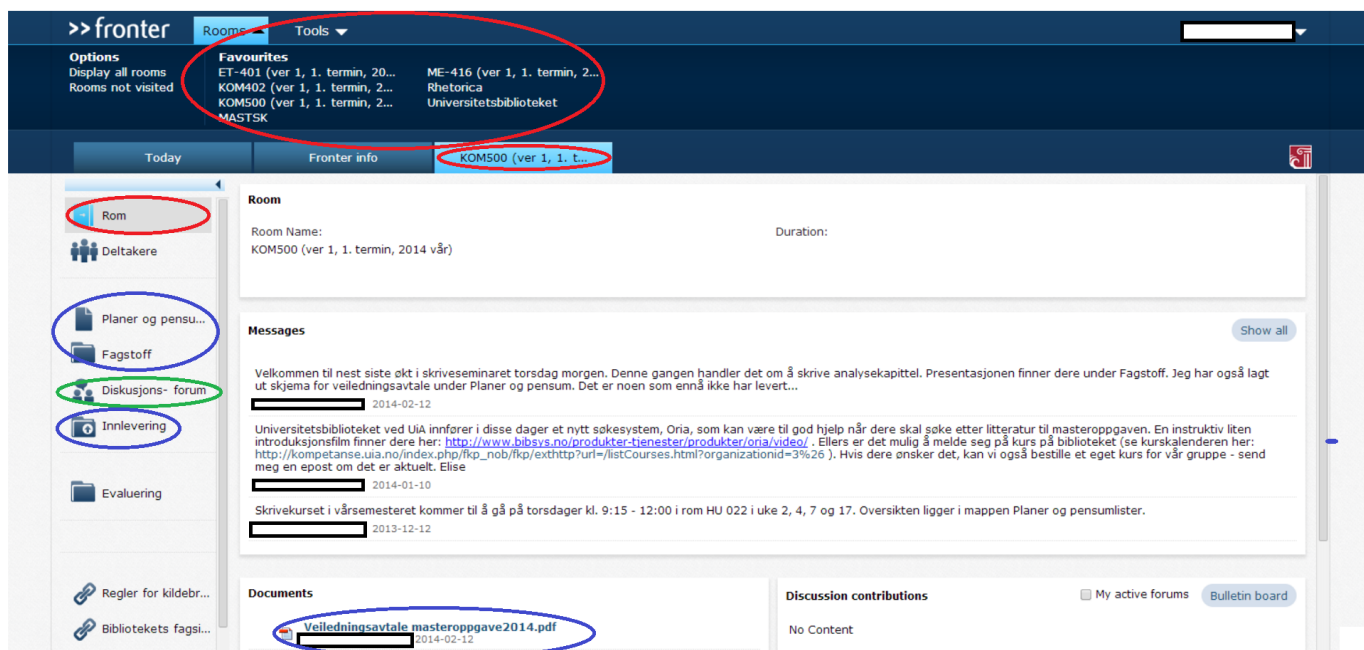 >>fronter Rooms Tools
Options Favourites
Display all rooms ET-401 (ver 1, 1. termin, 20... ME-416 (ver 1, 1. termin, 2...
Rooms not visited KOM402 (ver 1, 1. termin, 2... Rhetorica
KOM500 (ver 1, 1. termin, 2... Universitetsbiblioteket
MASTSK
Today Fronter info KOM500 (ver 1, 1. t...
Rom
Deltakere
Planer og pensu...
Fagstoff
Diskusjons- forum
Innlevering
Evaluering
Regler for kildebr...
Bibliotekets fagsi...
Room
Room Name: Duration:
KOM500 (ver 1, 1. termin, 2014 vår)
Messages Show all
Velkommen til nest siste økt i skriveseminaret torsdag morgen. Denne gangen handler det om å skrive analysekapittel. Presentasjonen finner dere under Fagstoff. Jeg har også lagt
ut skjema for veiledningsavtale under Planer og pensum. Det er noen som ennå ikke har levert...
2014-02-12
Universitetsbiblioteket ved UiA innfører i disse dager et nytt søkesystem, Oria, som kan være til god hjelp når dere skal søke etter litteratur til masteroppgaven. En instruktiv liten
introduksjonsfilm finner dere her: http://www.bibsys.no/produkter-tjenester/produkter/oria/video/ . Ellers er det mulig å melde seg på kurs på biblioteket (se kurskalenderen her:
http://kompetanse.uia.no/index.php/fkp_nob/fkp/exthttp?url=/listCourses.html?organizationid=3%26 ). Hvis dere ønsker det, kan vi også bestille et eget kurs for vår gruppe - send
meg en epost om det er aktuelt. Elise
2014-01-10
Skrivekurset i vårsemesteret kommer til å gå på torsdager kl. 9:15 - 12:00 i rom HU 022 i uke 2, 4, 7 og 17. Oversikten ligger i mappen Planer og pensumlister.
2013-12-12
Documents
Veiledningsavtale masteroppgave2014.pdf
2014-02-12
Discussion contributions My active forums Bulletin board
No Content